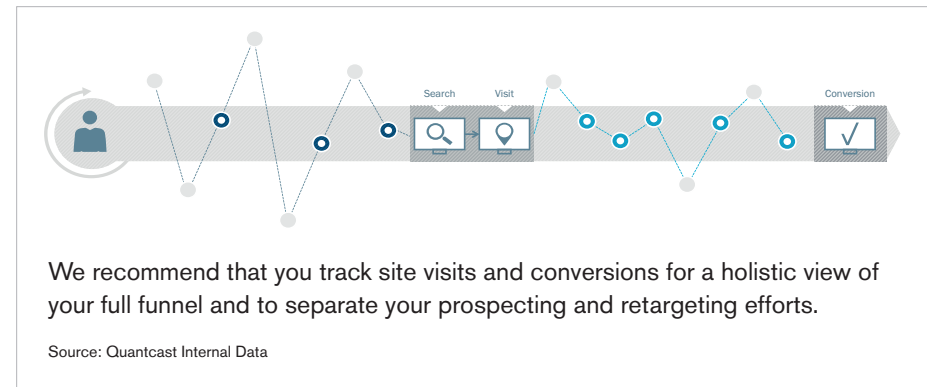 Search
Visit
Conversion
We recommend that you track site visits and conversions for a holistic view of
your full funnel and to separate your prospecting and retargeting efforts.
Source: Quantcast Internal Data